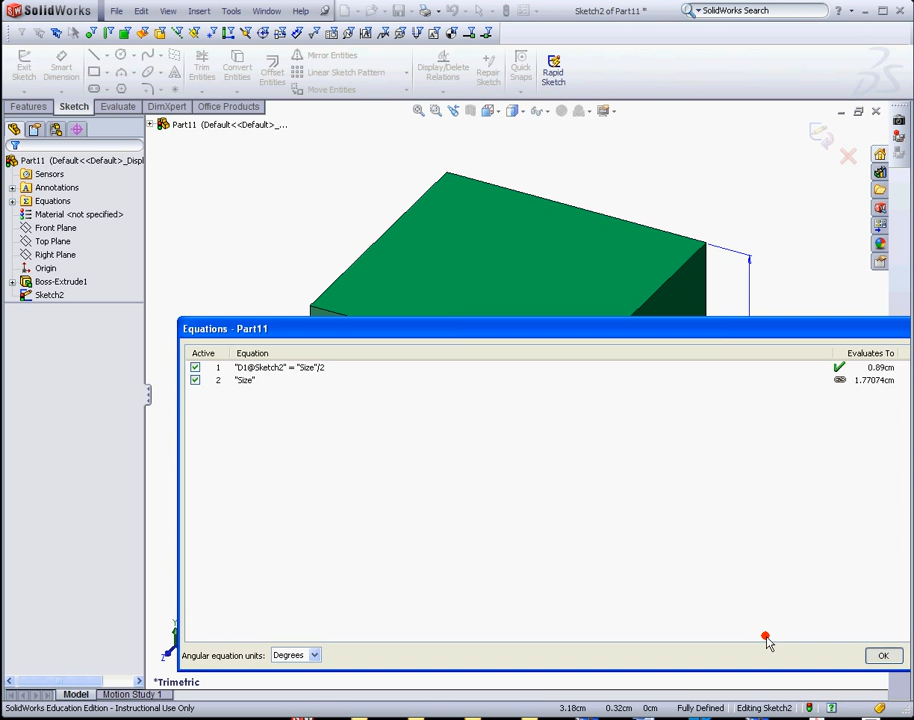 SW SolidWorks File Edit View Insert Tools Window Help Sketch2 of Part11 * SolidWorks Search
Exit Sketch Smart Dimension Trim Entities Convert Entities Offset Entities Mirror Entities Linear Sketch Pattern Move Entities Display/Delete Relations Repair Sketch Quick Snaps Rapid Sketch
Features Sketch Evaluate DimXpert Office Products
Part11 (Default<<Default>_...
Part11 (Default<<Default>_Displ
Sensors
Annotations
Equations
Material <not specified>
Front Plane
Top Plane
Right Plane
Origin
Boss-Extrude1
Sketch2
Equations - Part11
Active Equation Evaluates To
1 "D1@Sketch2" = "Size"/2 0.89cm
2 "Size" 1.77074cm
Angular equation units: Degrees OK
Y
Z
*Trimetric
Model Motion Study 1
SolidWorks Education Edition - Instructional Use Only 3.18cm 0.32cm 0cm Fully Defined Editing Sketch2